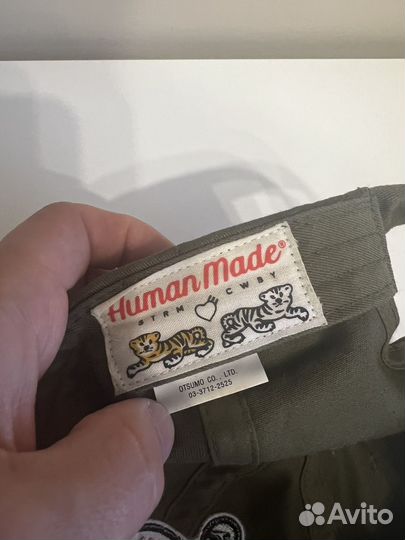 Human Made®
STRM CWBY
OTSUMO CO., LTD.
03-3712-2525
Avito